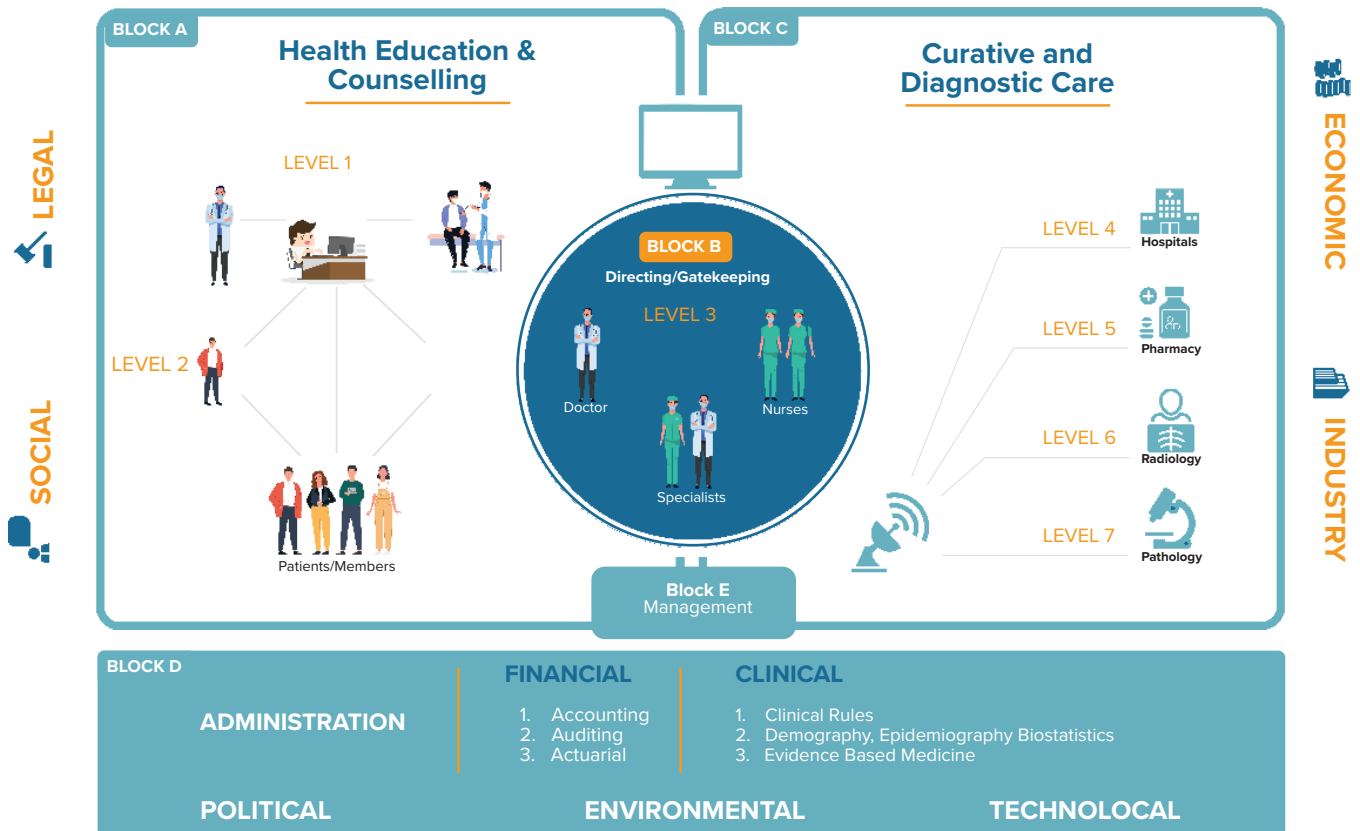 BLOCK A
Health Education &
Counselling
LEVEL 1
LEVEL 2
Patients/Members
LEGAL
SOCIAL
BLOCK B
Directing/Gatekeeping
LEVEL 3
Doctor
Nurses
Specialists
Block E
Management
BLOCK C
Curative and
Diagnostic Care
LEVEL 4
Hospitals
LEVEL 5
Pharmacy
LEVEL 6
Radiology
LEVEL 7
Pathology
ECONOMIC
INDUSTRY
BLOCK D
ADMINISTRATION
FINANCIAL
1. Accounting
2. Auditing
3. Actuarial
CLINICAL
1. Clinical Rules
2. Demography, Epidemiography Biostatistics
3. Evidence Based Medicine
POLITICAL
ENVIRONMENTAL
TECHNOLOCAL